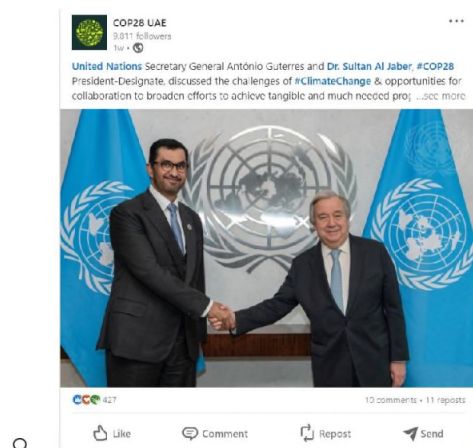 COP28 UAE
9,811 followers
1w •
United Nations Secretary General António Guterres and Dr. Sultan Al Jaber, #COP28
President-Designate, discussed the challenges of #ClimateChange & opportunities for
collaboration to broaden efforts to achieve tangible and much needed prog ...see more
427
10 comments • 11 reposts
Like
Comment
Repost
Send